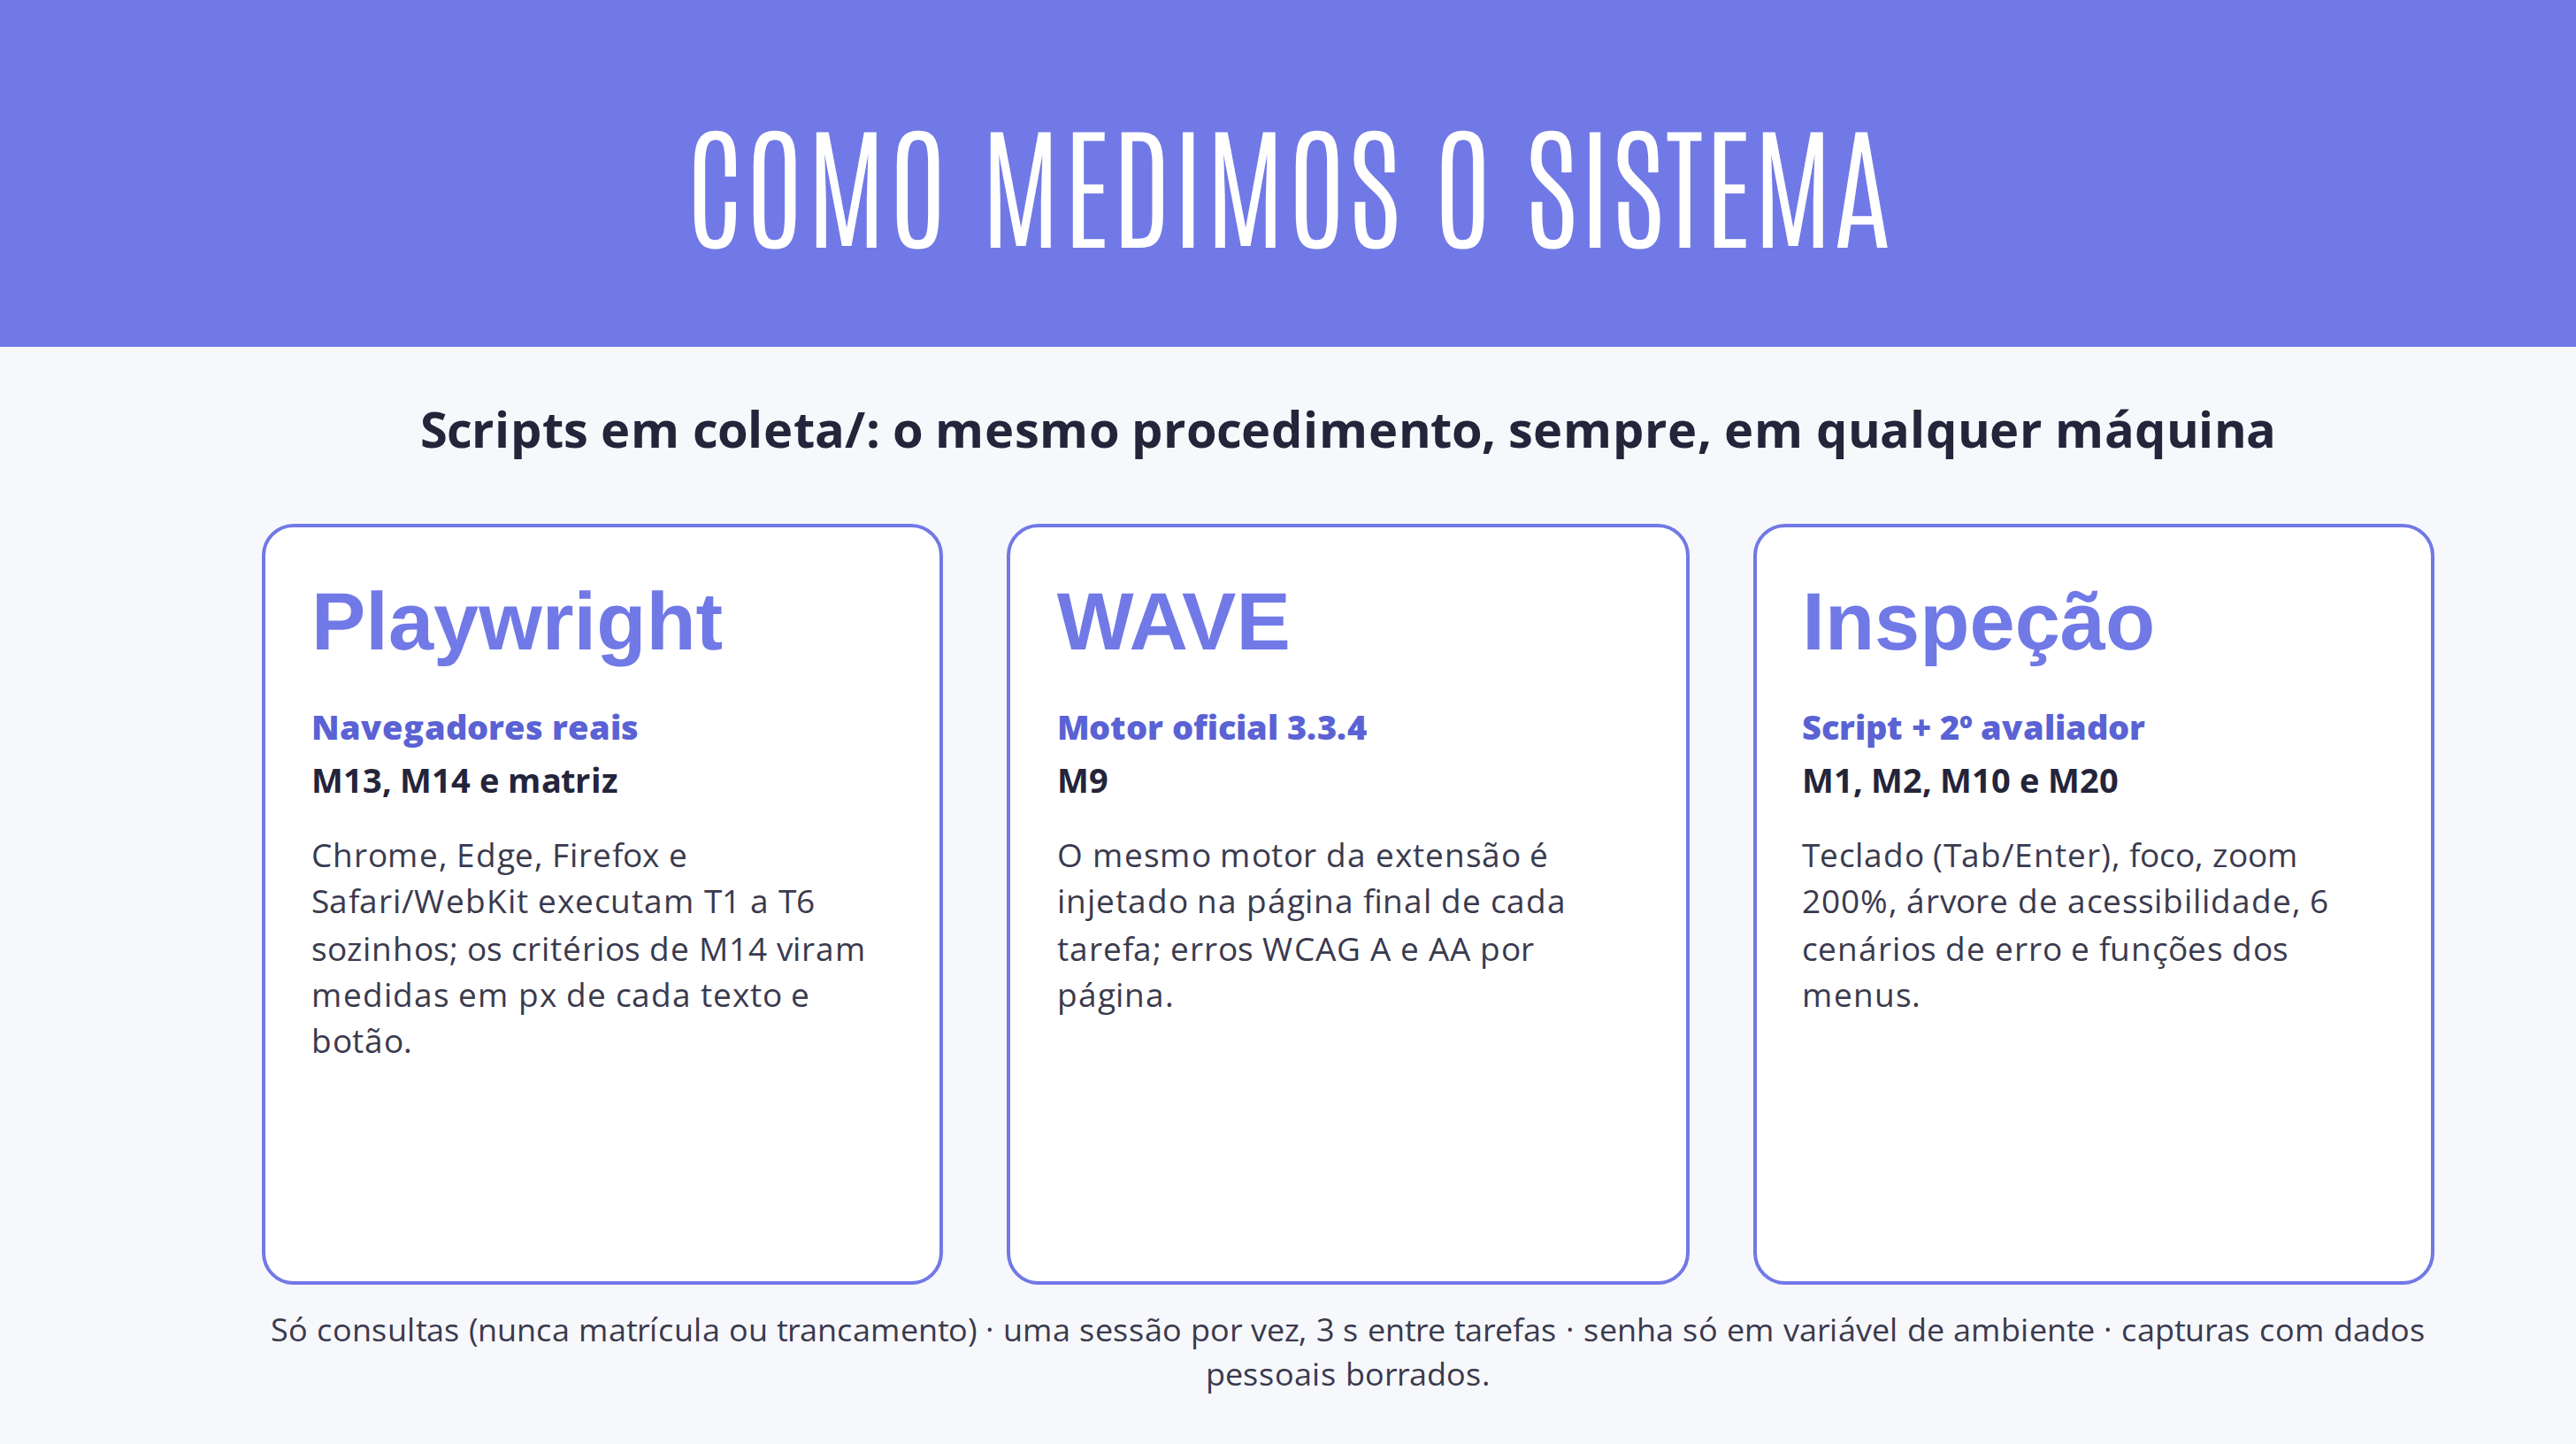 COMO MEDIMOS O SISTEMA
Scripts em coleta/: o mesmo procedimento, sempre, em qualquer máquina
Playwright
Navegadores reais
M13, M14 e matriz
Chrome, Edge, Firefox e
Safari/WebKit executam T1 a T6
sozinhos; os critérios de M14 viram
medidas em px de cada texto e
botão.
WAVE
Motor oficial 3.3.4
M9
O mesmo motor da extensão é
injetado na página final de cada
tarefa; erros WCAG A e AA por
página.
Inspeção
Script + 2º avaliador
M1, M2, M10 e M20
Teclado (Tab/Enter), foco, zoom
200%, árvore de acessibilidade, 6
cenários de erro e funções dos
menus.
Só consultas (nunca matrícula ou trancamento) · uma sessão por vez, 3 s entre tarefas · senha só em variável de ambiente · capturas com dados
pessoais borrados.